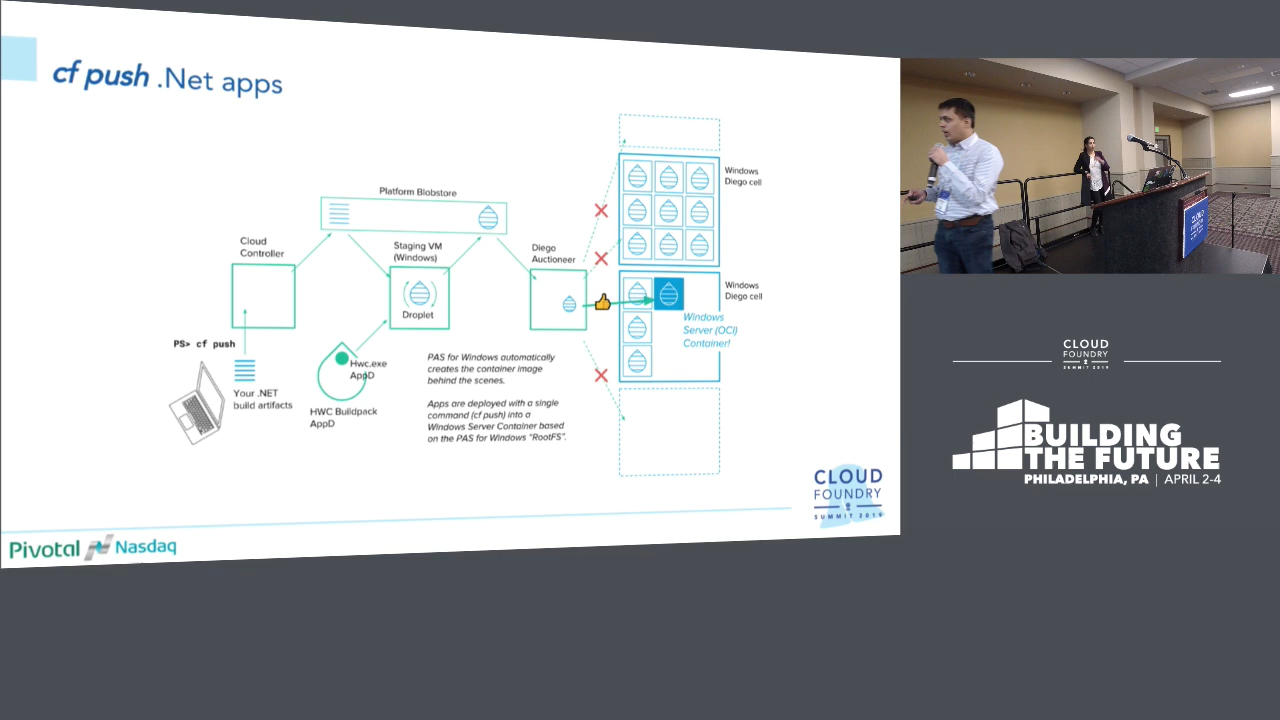 cf push .Net apps
Platform Blobstore
Cloud
Controller
Staging VM
(Windows)
Diego
Auctioneer
Windows
Diego cell
Droplet
Windows
Diego cell
Windows
Server (OCI)
Container!
PS> cf push
Your .NET
build artifacts
Hwc.exe
AppD
HWC Buildpack
AppD
PAS for Windows automatically
creates the container image
behind the scenes.
Apps are deployed with a single
command (cf push) into a
Windows Server Container based
on the PAS for Windows "RootFS".
CLOUD
FOUNDRY
SUMMIT 2019
Pivotal Nasdaq
CLOUD
FOUNDRY
SUMMIT 2019
BUILDING
THE FUTURE
PHILADELPHIA, PA | APRIL 2-4